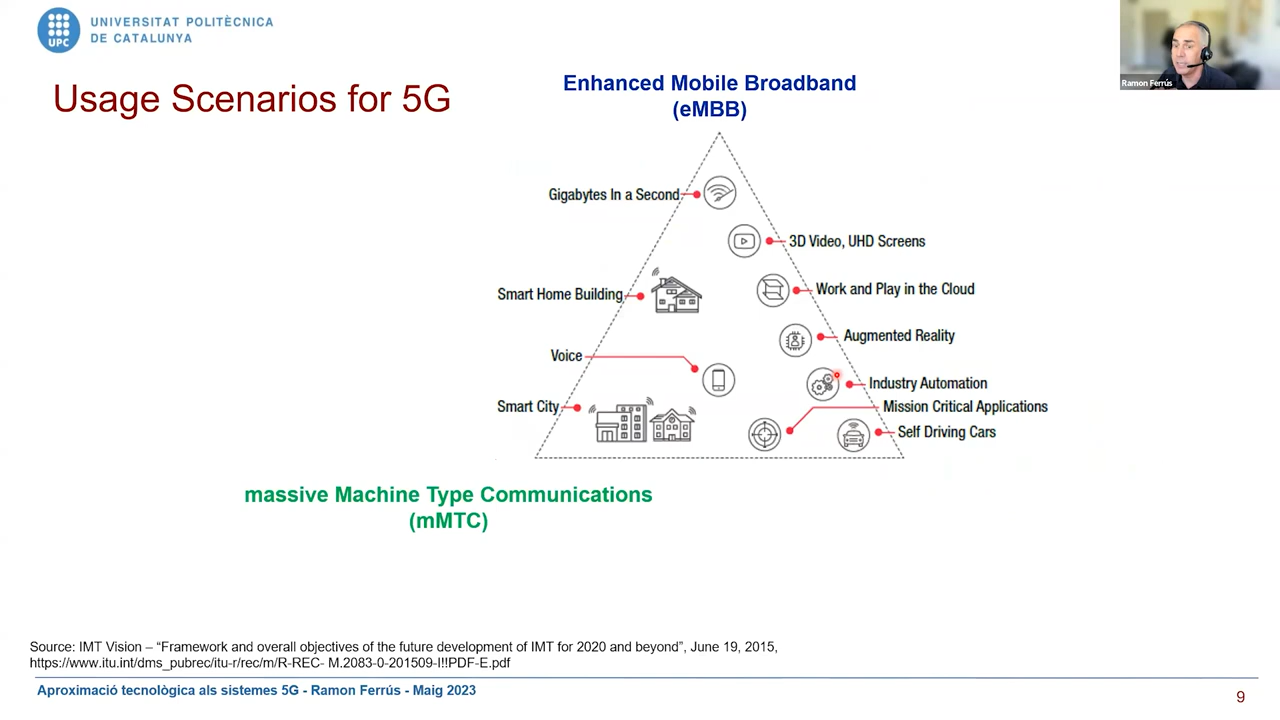 UNIVERSITAT POLITÈCNICA
DE CATALUNYA
UPC
Ramon Ferrús
Usage Scenarios for 5G
Enhanced Mobile Broadband
(eMBB)
Gigabytes In a Second
3D Video, UHD Screens
Smart Home Building
Work and Play in the Cloud
Augmented Reality
Voice
Industry Automation
Smart City
Mission Critical Applications
Self Driving Cars
massive Machine Type Communications
(mMTC)
Source: IMT Vision – “Framework and overall objectives of the future development of IMT for 2020 and beyond”, June 19, 2015,
https://www.itu.int/dms_pubrec/itu-r/rec/m/R-REC- M.2083-0-201509-I!!PDF-E.pdf
Aproximació tecnològica als sistemes 5G - Ramon Ferrús - Maig 2023
9